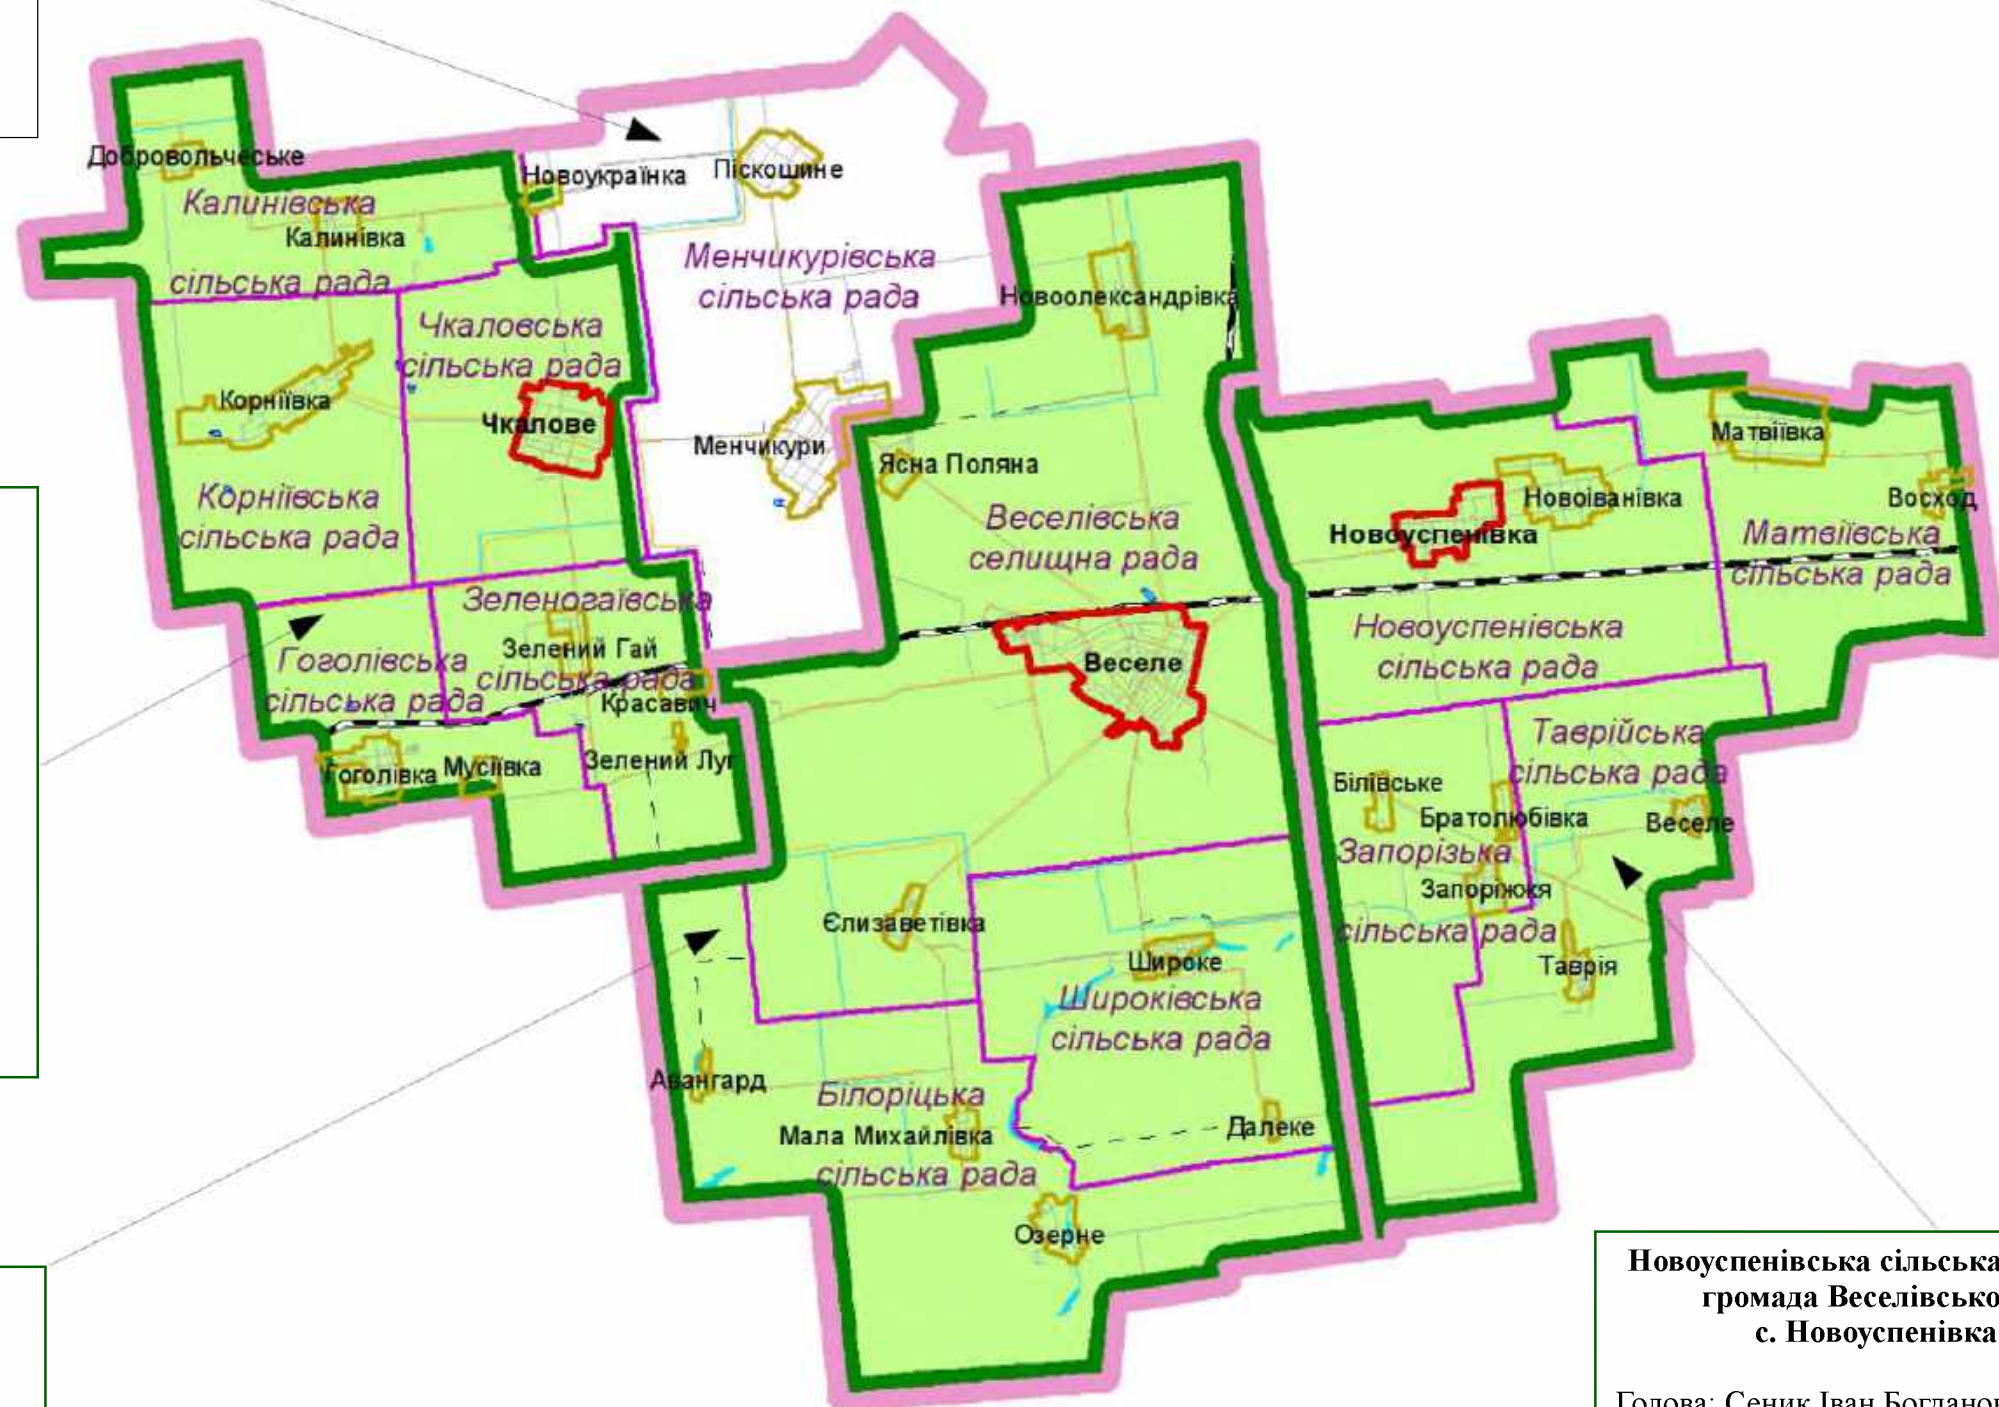 Добровольчеське
Калинівська
Калинівка
сільська рада
Новоукраїнка
Піскошине
Менчикурівська
сільська рада
Новоолександрівка
Чкаловська
сільська рада
Корніївка
Чкалове
Менчикури
Ясна Поляна
Корніївська
сільська рада
Веселівська
селищна рада
Матвіївка
Новоіванівка
Восход
Новоуспенівка
Матвіївська
сільська рада
Зеленогаївська
Зелений Гай
сільська рада
Красавич
Гоголівська
сільська рада
Веселе
Новоуспенівська
сільська рада
Гоголівка
Мусіївка
Зелений Луг
Таврійська
сільська рада
Білівське
Братолюбівка
Веселе
Запорізька
Запоріжжя
сільська рада
Таврія
Єлизаветівка
Широке
Широківська
сільська рада
Авангард
Білоріцька
Мала Михайлівка
сільська рада
Далеке
Озерне
Новоуспенівська сільська
громада Веселівсько
с. Новоуспенівка
Голова: Сеник Іван Богданов